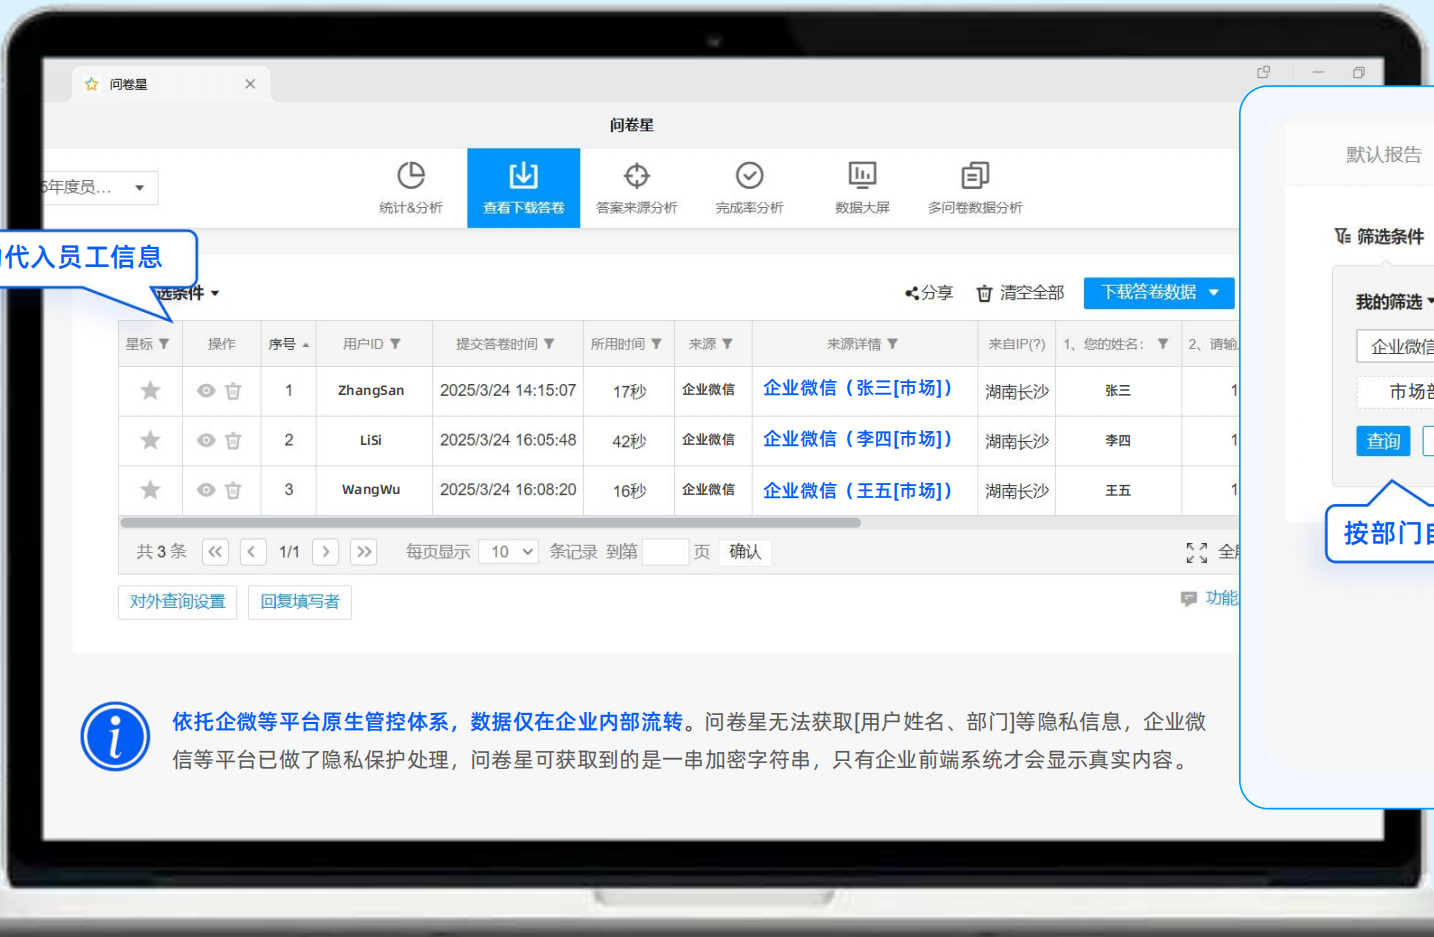 问卷星
问卷星
5年度员...
统计&分析
查看下载答卷
答案来源分析
完成率分析
数据大屏
多问卷数据分析
代入员工信息
选条件
分享
清空全部
下载答卷数据
星标 操作 序号 用户ID 提交答卷时间 所用时间 来源 来源详情 来自IP(?) 1、您的姓名: 2、请输
1 ZhangSan 2025/3/24 14:15:07 17秒 企业微信 企业微信（张三[市场]） 湖南长沙 张三 1
2 LiSi 2025/3/24 16:05:48 42秒 企业微信 企业微信（李四[市场]） 湖南长沙 李四 1
3 WangWu 2025/3/24 16:08:20 16秒 企业微信 企业微信（王五[市场]） 湖南长沙 王五 1
共 3 条 1/1 每页显示 10 条记录 到第 页 确认
全
对外查询设置 回复填写者
功能
依托企微等平台原生管控体系，数据仅在企业内部流转。问卷星无法获取[用户姓名、部门]等隐私信息，企业微
信等平台已做了隐私保护处理，问卷星可获取到的是一串加密字符串，只有企业前端系统才会显示真实内容。
默认报告
筛选条件
我的筛选
企业微信
市场部
查询
按部门